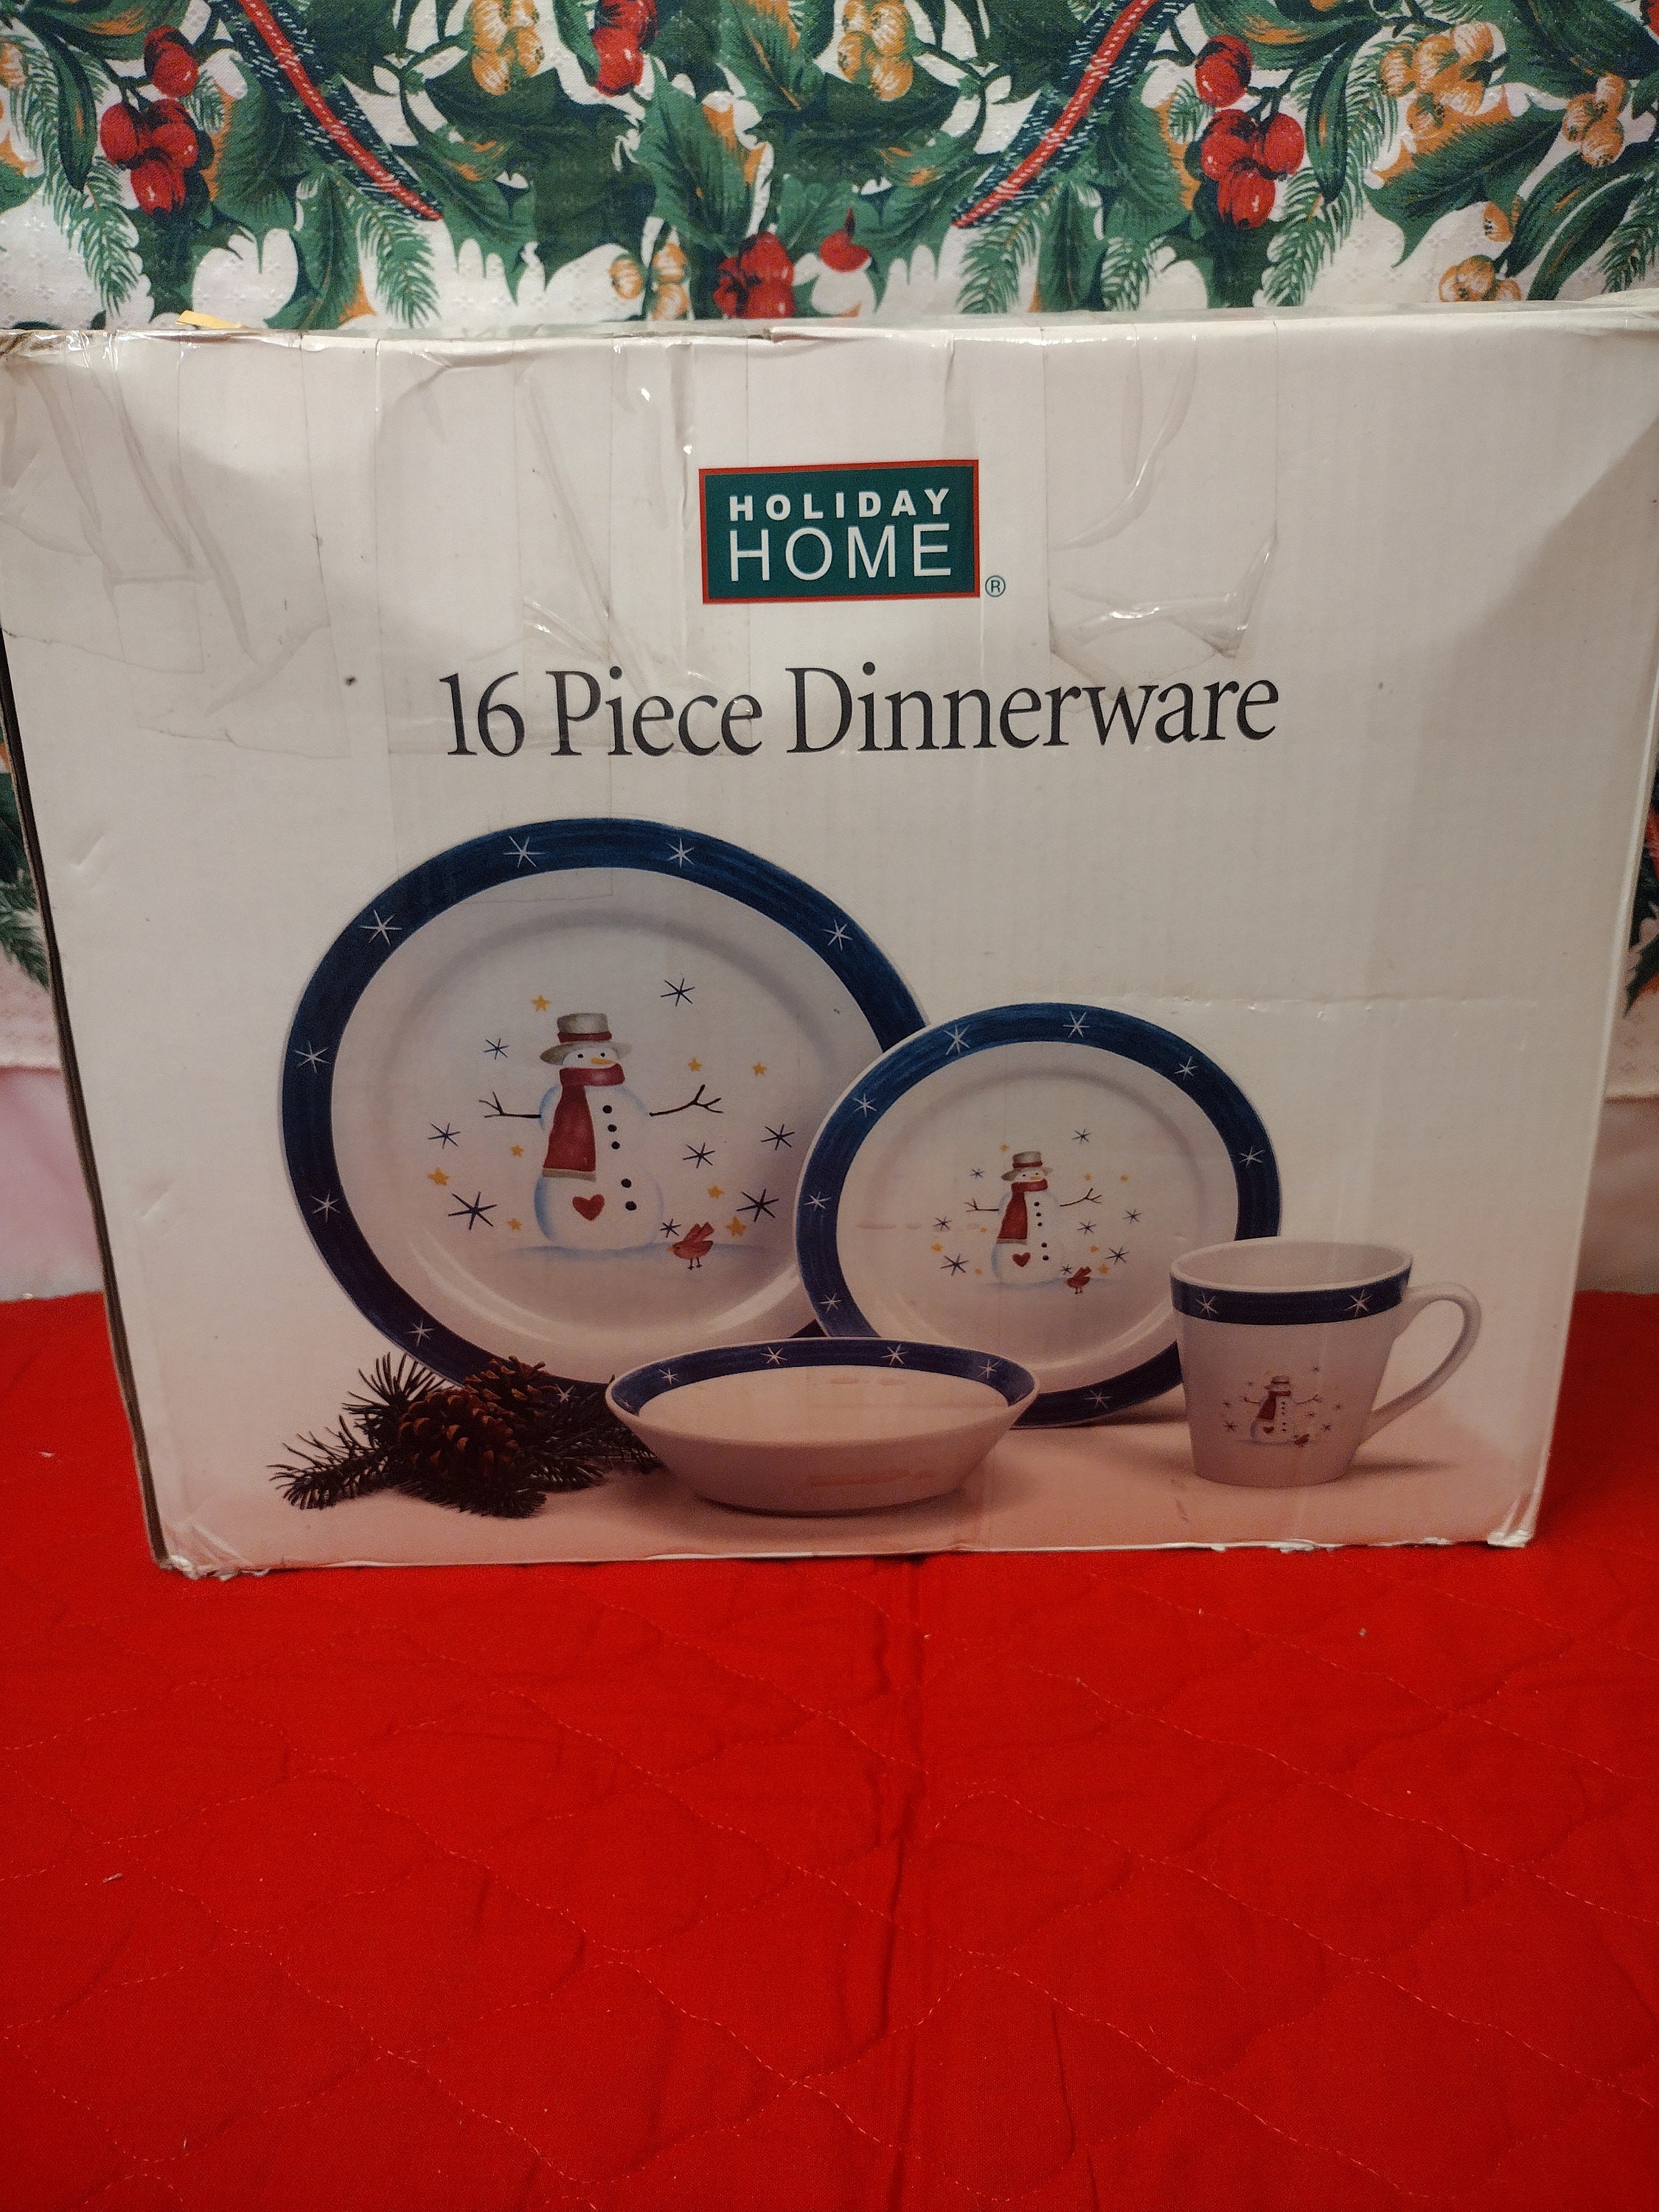 HOLIDAY
HOME
®
16 Piece Dinnerware